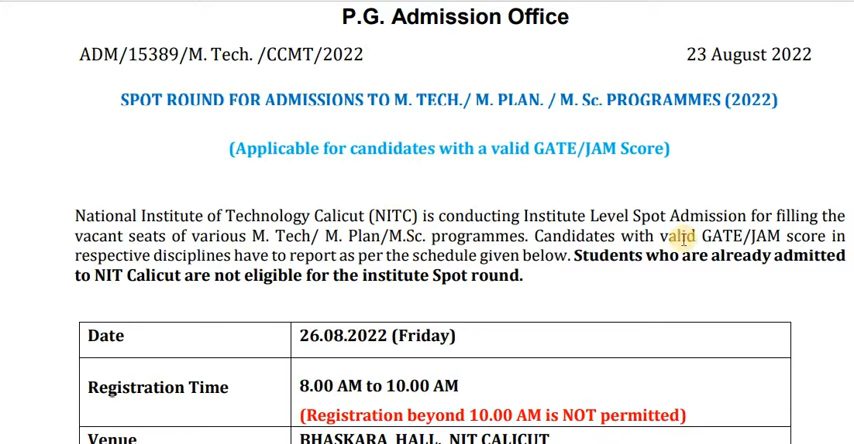 P.G. Admission Office
ADM/15389/M. Tech. /CCMT/2022 23 August 2022
SPOT ROUND FOR ADMISSIONS TO M. TECH./ M. PLAN. / M. Sc. PROGRAMMES (2022)
(Applicable for candidates with a valid GATE/JAM Score)
National Institute of Technology Calicut (NITC) is conducting Institute Level Spot Admission for filling the
vacant seats of various M. Tech/ M. Plan/M.Sc. programmes. Candidates with valid GATE/JAM score in
respective disciplines have to report as per the schedule given below. Students who are already admitted
to NIT Calicut are not eligible for the institute Spot round.
Date 26.08.2022 (Friday)
Registration Time 8.00 AM to 10.00 AM
(Registration beyond 10.00 AM is NOT permitted)
Venue BHASKARA HALL, NIT CALICUT